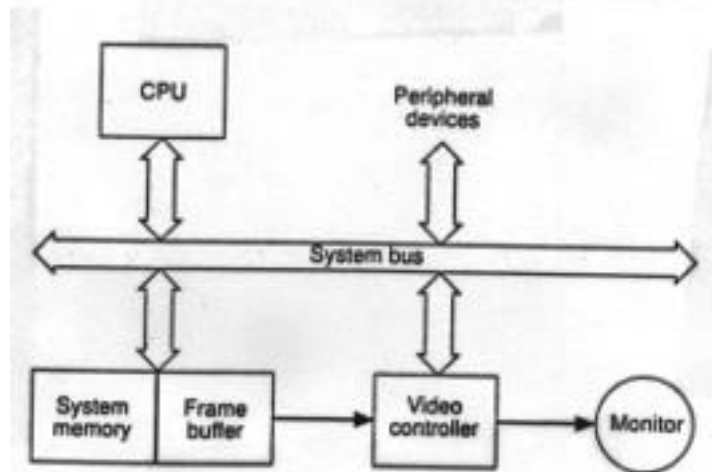 CPU
Peripheral
devices
System bus
System
memory
Frame
buffer
Video
controller
Monitor